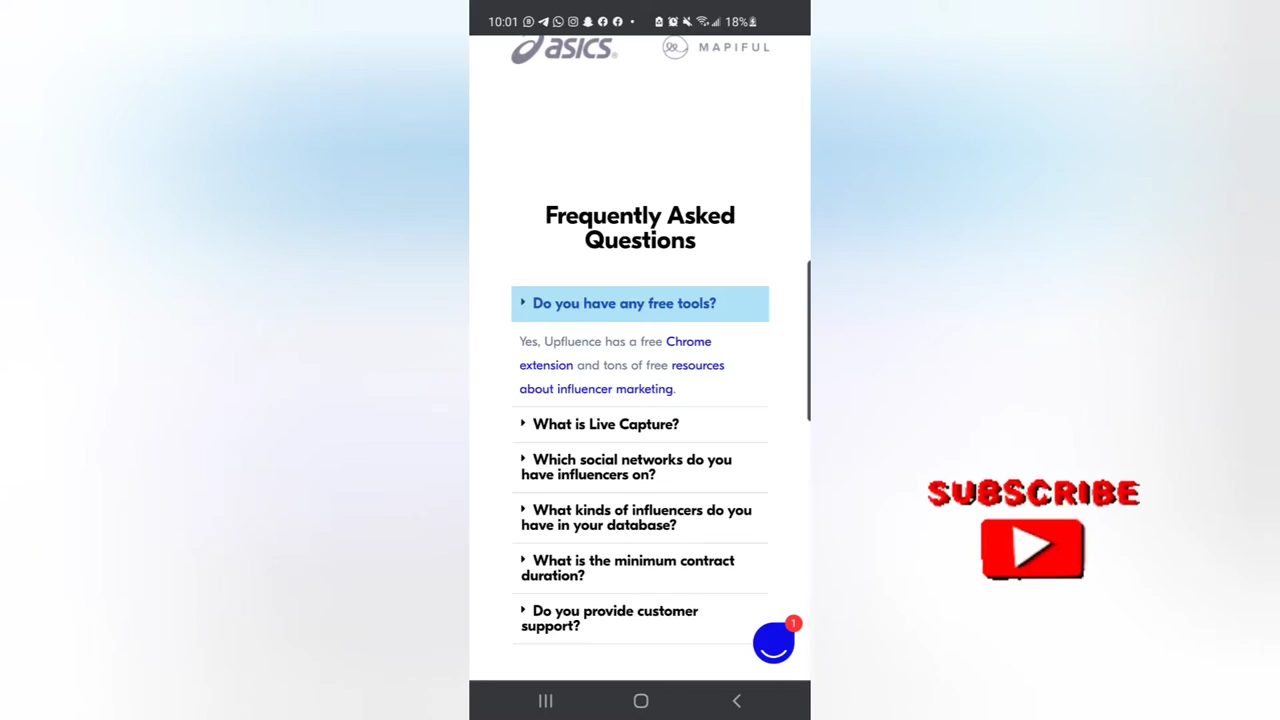 10:01
18%
asics
MAPIFUL
Frequently Asked
Questions
Do you have any free tools?
Yes, Upfluence has a free Chrome
extension and tons of free resources
about influencer marketing.
What is Live Capture?
Which social networks do you
have influencers on?
What kinds of influencers do you
have in your database?
What is the minimum contract
duration?
Do you provide customer
support?
1
SUBSCRIBE